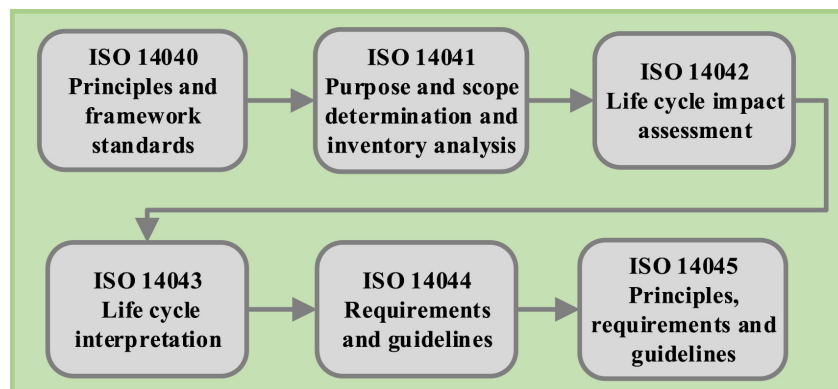 ISO 14040
Principles and
framework
standards
ISO 14041
Purpose and scope
determination and
inventory analysis
ISO 14042
Life cycle impact
assessment
ISO 14043
Life cycle
interpretation
ISO 14044
Requirements
and guidelines
ISO 14045
Principles,
requirements and
guidelines